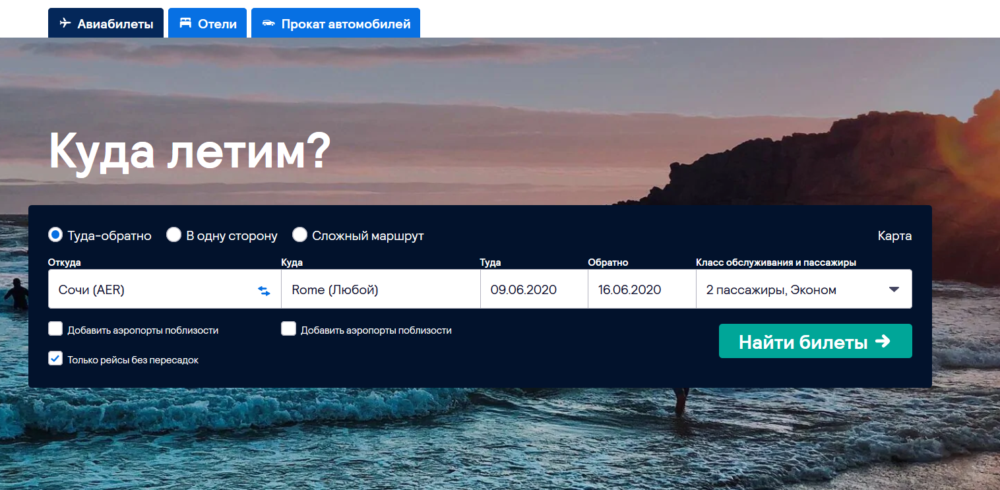 Авиабилеты Отели Прокат автомобилей
Куда летим?
Туда-обратно В одну сторону Сложный маршрут Карта
Откуда Куда Туда Обратно Класс обслуживания и пассажиры
Сочи (AER) Rome (Любой) 09.06.2020 16.06.2020 2 пассажиры, Эконом
Добавить аэропорты поблизости Добавить аэропорты поблизости
Найти билеты
Только рейсы без пересадок